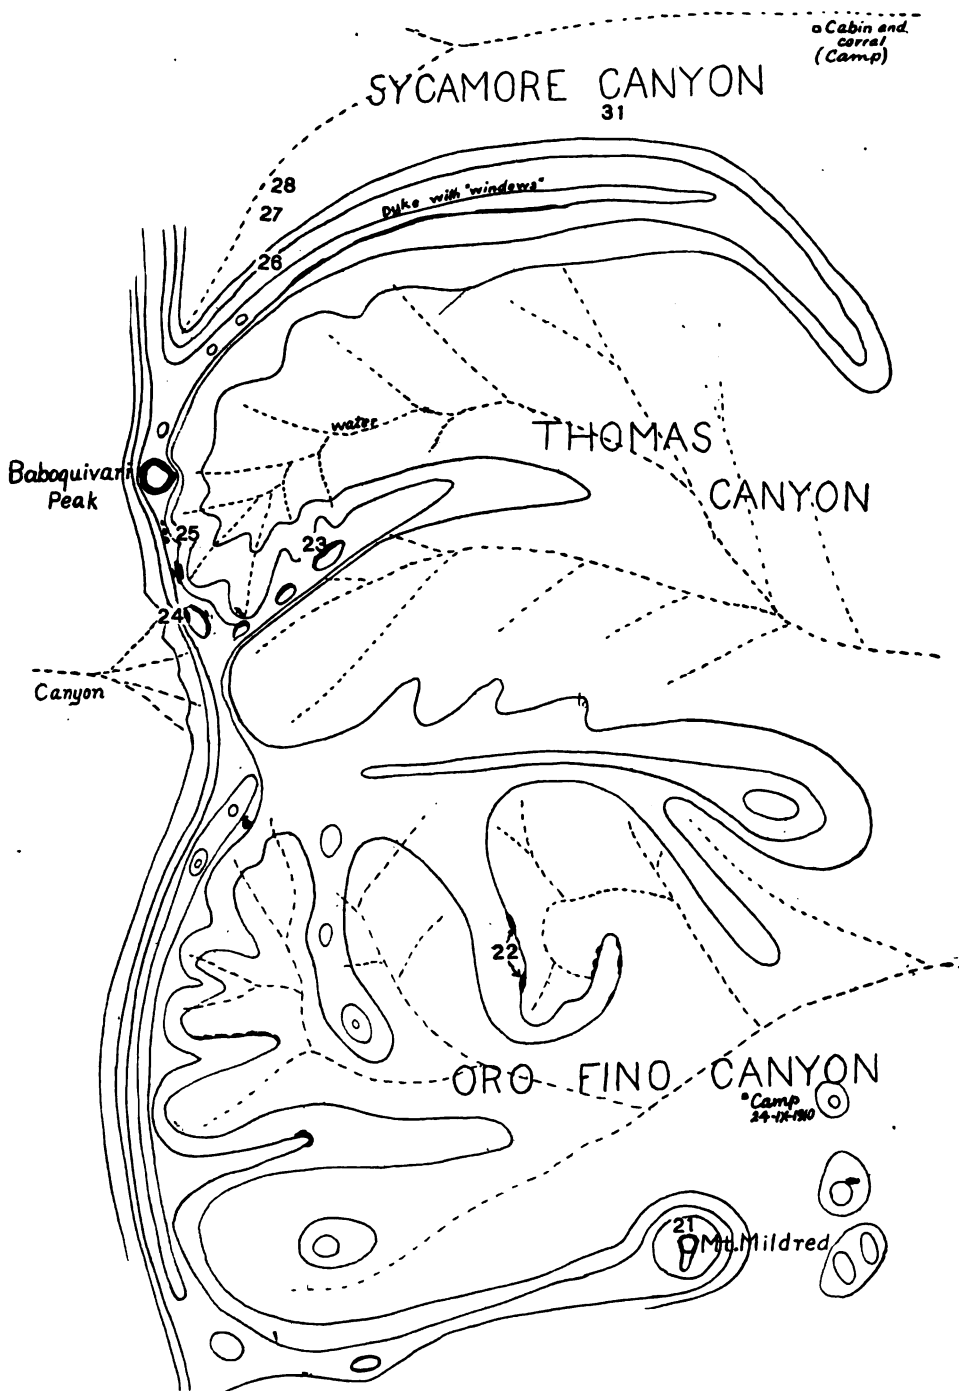 Cabin and
corral
(Camp)
SYCAMORE CANYON
31
28
27
Dyke with "windows"
26
water
THOMAS
CANYON
Baboquivari
Peak
25
23
24
Canyon
22
ORO FINO CANYON
Camp
24-IX-1910
21
Mt. Mildred